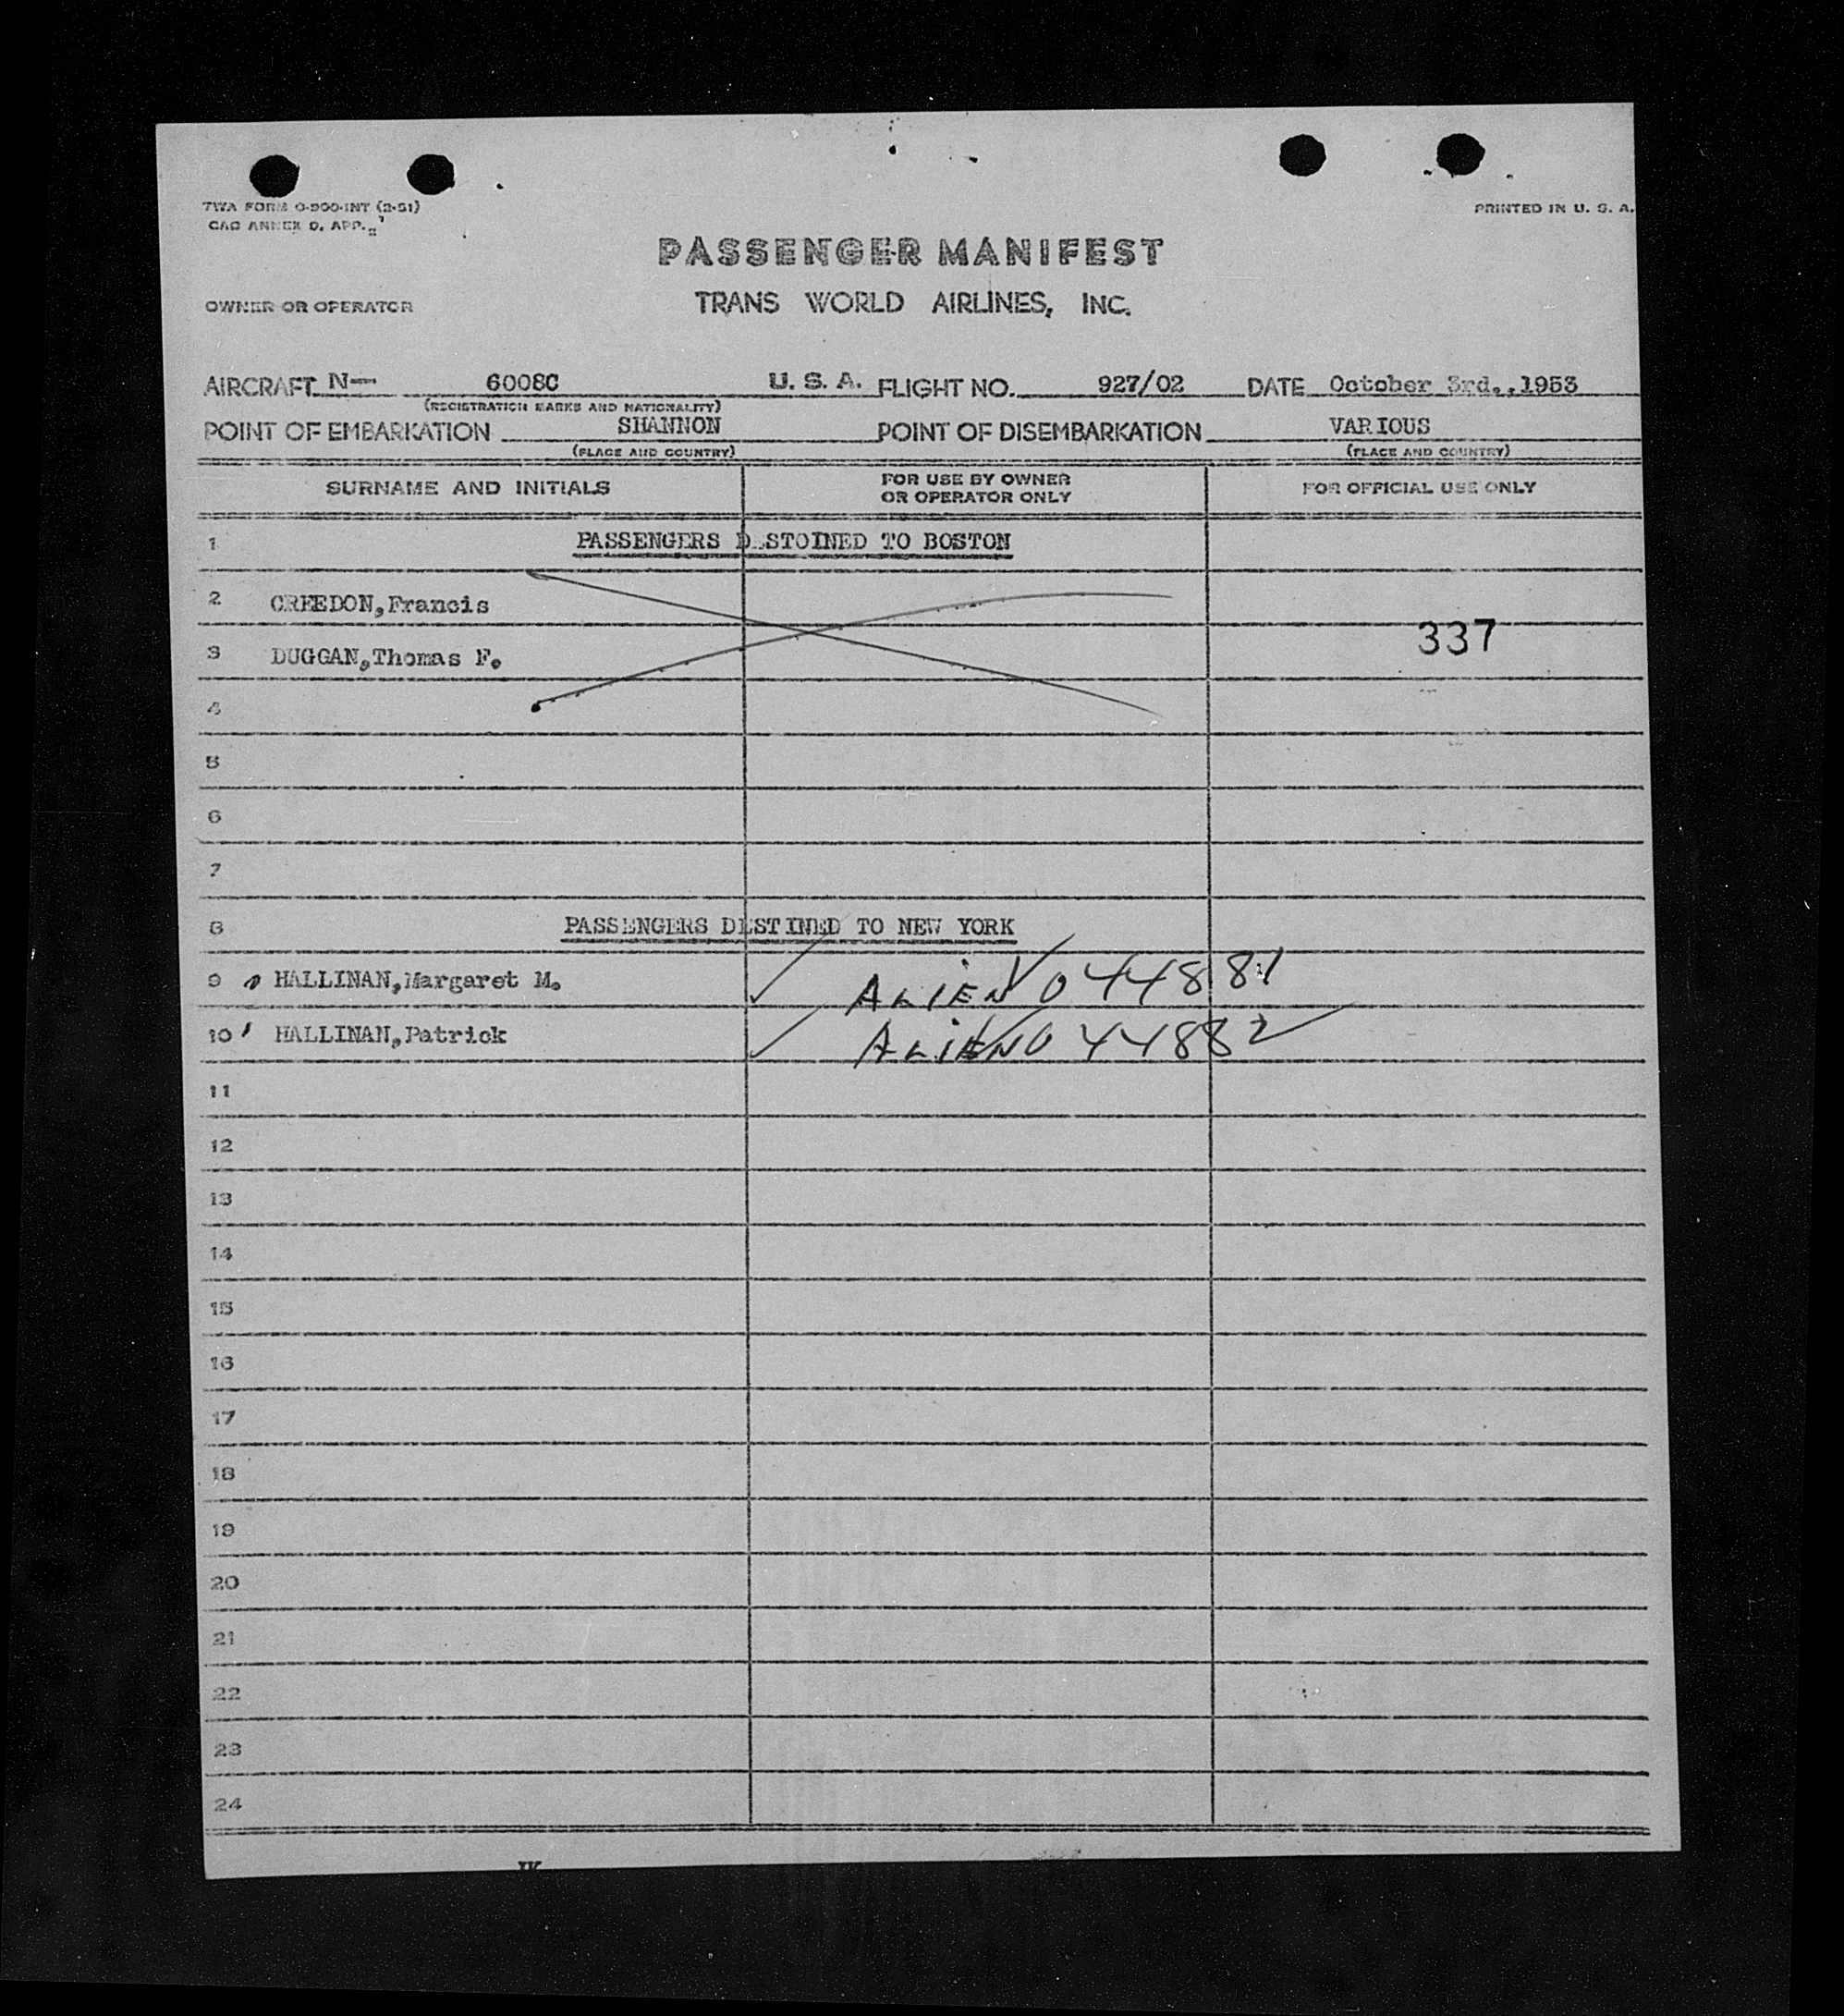 TWA FORM O-900-INT (2-51)
CAO ANNEX 9, APP.
PRINTED IN U. S. A.
PASSENGER MANIFEST
OWNER OR OPERATOR TRANS WORLD AIRLINES, INC.
AIRCRAFT N— 6008C U. S. A. FLIGHT NO. 927/02 DATE October 3rd.,1953
(REGISTRATION MARKS AND NATIONALITY)
POINT OF EMBARKATION SHANNON POINT OF DISEMBARKATION VARIOUS
(PLACE AND COUNTRY) (PLACE AND COUNTRY)
SURNAME AND INITIALS FOR USE BY OWNER OR OPERATOR ONLY FOR OFFICIAL USE ONLY
1 PASSENGERS D STOINED TO BOSTON
2 CREEDON,Francis
3 DUGGAN,Thomas F. 337
4
5
6
7
8 PASSENGERS DESTINED TO NEW YORK
9 HALLINAN,Margaret M. ✓ ALIEN 044881
10 HALLINAN,Patrick ✓ ALIEN 044882
11
12
13
14
15
16
17
18
19
20
21
22
23
24